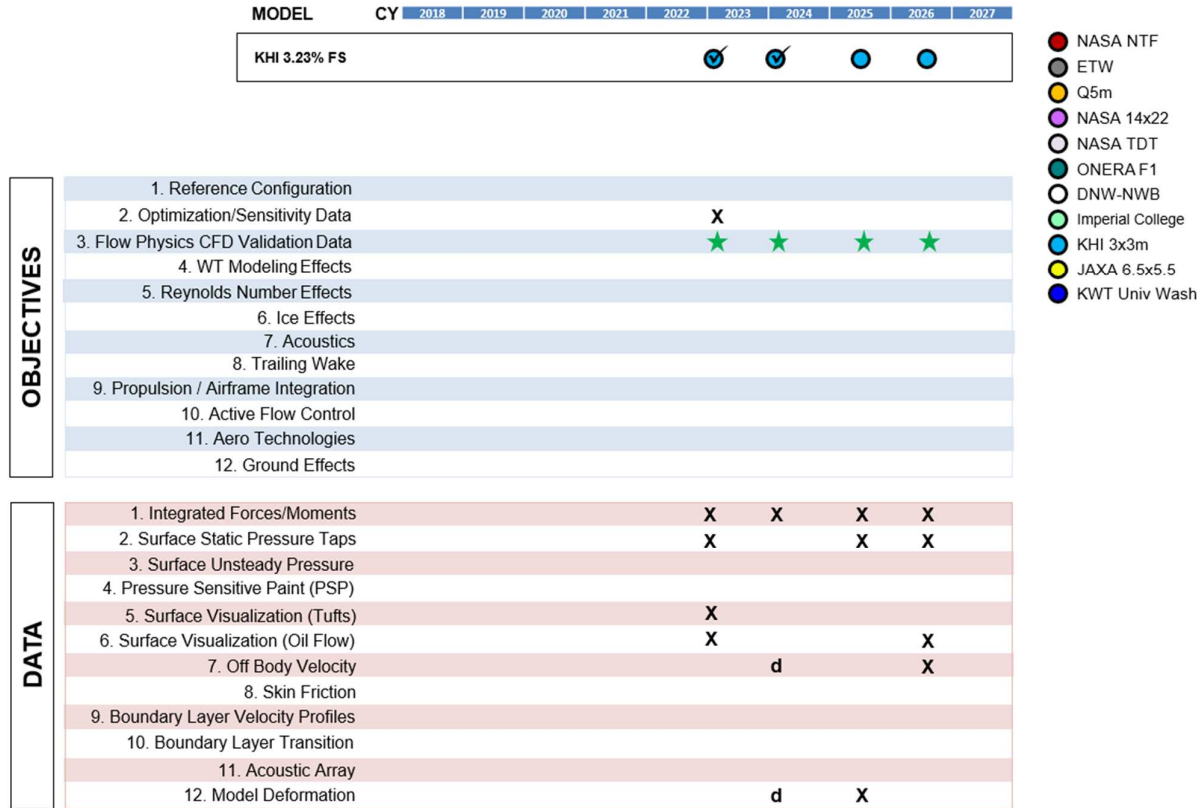 MODEL CY 2018 2019 2020 2021 2022 2023 2024 2025 2026 2027
KHI 3.23% FS
NASA NTF
ETW
Q5m
NASA 14x22
NASA TDT
ONERA F1
DNW-NWB
Imperial College
KHI 3x3m
JAXA 6.5x5.5
KWT Univ Wash
OBJECTIVES
1. Reference Configuration
2. Optimization/Sensitivity Data X
3. Flow Physics CFD Validation Data
4. WT Modeling Effects
5. Reynolds Number Effects
6. Ice Effects
7. Acoustics
8. Trailing Wake
9. Propulsion / Airframe Integration
10. Active Flow Control
11. Aero Technologies
12. Ground Effects
DATA
1. Integrated Forces/Moments X X X X
2. Surface Static Pressure Taps X X X
3. Surface Unsteady Pressure
4. Pressure Sensitive Paint (PSP)
5. Surface Visualization (Tufts) X
6. Surface Visualization (Oil Flow) X X
7. Off Body Velocity d X
8. Skin Friction
9. Boundary Layer Velocity Profiles
10. Boundary Layer Transition
11. Acoustic Array
12. Model Deformation d X